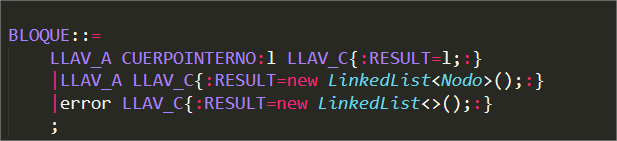 BLOQUE::=
LLAV_A CUERPOINTERNO:l LLAV_C{:RESULT=l;:}
|LLAV_A LLAV_C{:RESULT=new LinkedList<Nodo>();:}
|error LLAV_C{:RESULT=new LinkedList<>();:}
;